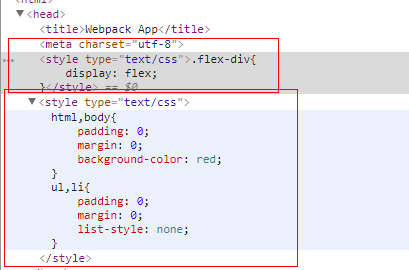 <html>
▼<head>
<title>Webpack App</title>
<meta charset="utf-8">
... <style type="text/css">.flex-div{
display: flex;
}</style> == $0
▼<style type="text/css">
html,body{
padding: 0;
margin: 0;
background-color: red;
}
ul,li{
padding: 0;
margin: 0;
list-style: none;
}
</style>